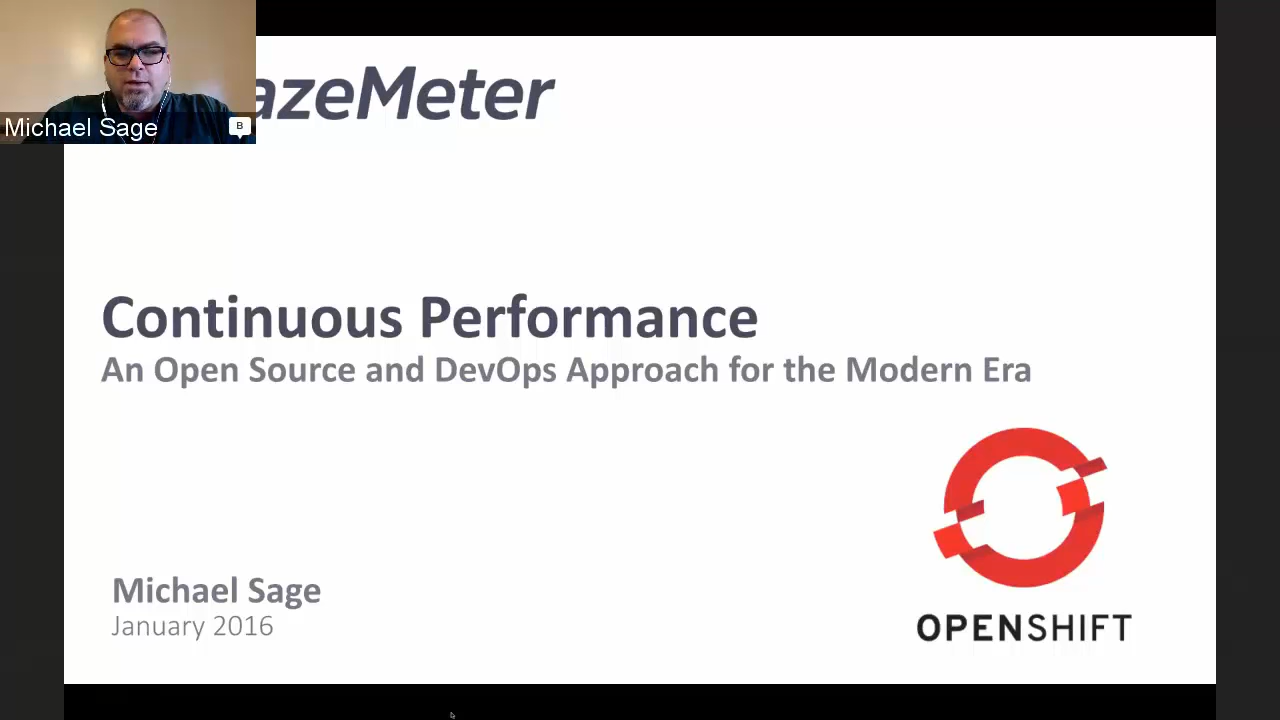 Michael Sage
B
azeMeter
Continuous Performance
An Open Source and DevOps Approach for the Modern Era
OPENSHIFT
Michael Sage
January 2016